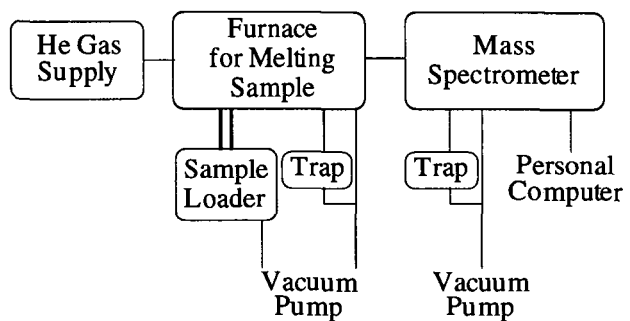 He Gas
Supply
Furnace
for Melting
Sample
Mass
Spectrometer
Sample
Loader
Trap
Trap
Personal
Computer
Vacuum
Pump
Vacuum
Pump